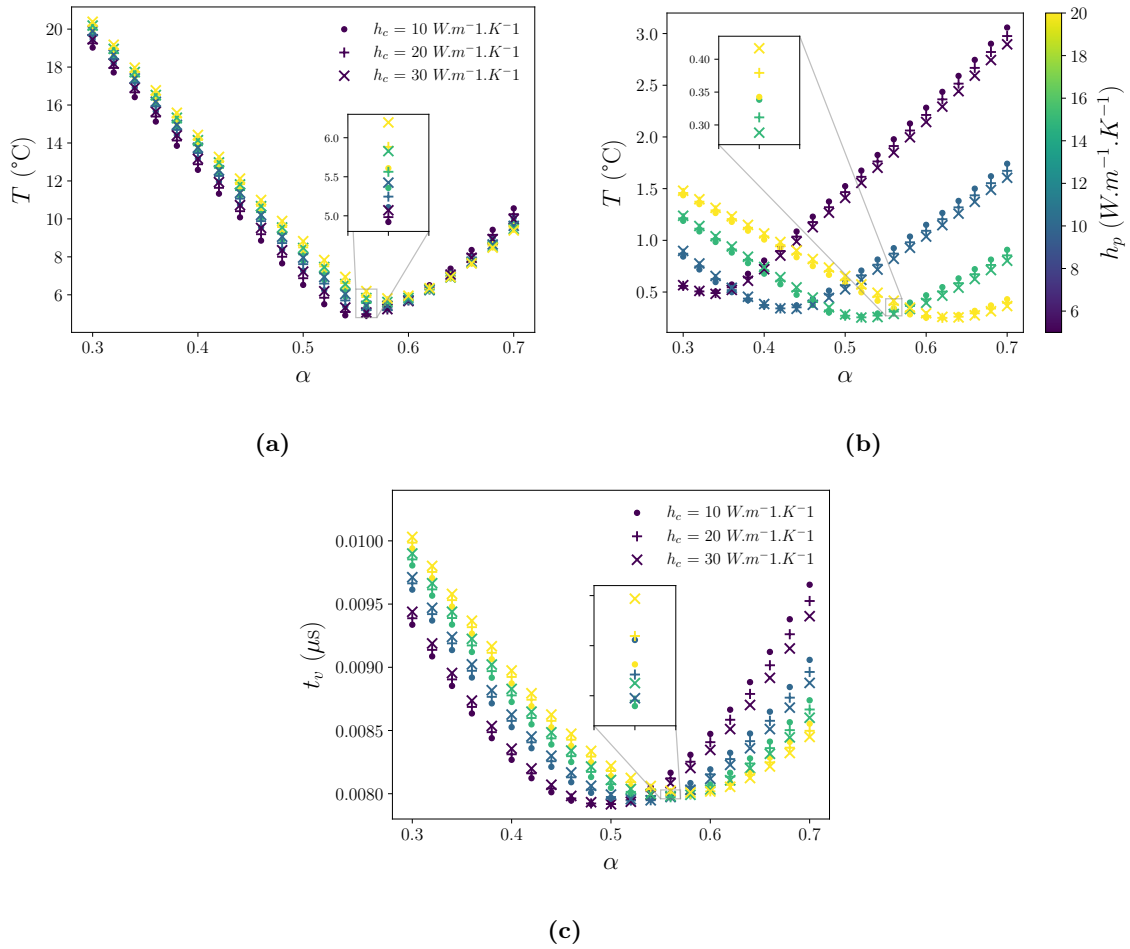 20
18
16
14
12
10
8
6
T (°C)
0.3 0.4 0.5 0.6 0.7
α
h_c = 10 W.m⁻1.K⁻1
h_c = 20 W.m⁻1.K⁻1
h_c = 30 W.m⁻1.K⁻1
6.0
5.5
5.0
(a)
3.0
2.5
2.0
1.5
1.0
0.5
T (°C)
0.3 0.4 0.5 0.6 0.7
α
0.40
0.35
0.30
20
18
16
14
12
10
8
6
h_p (W.m⁻¹.K⁻¹)
(b)
0.0100
0.0095
0.0090
0.0085
0.0080
t_v (μs)
0.3 0.4 0.5 0.6 0.7
α
h_c = 10 W.m⁻1.K⁻1
h_c = 20 W.m⁻1.K⁻1
h_c = 30 W.m⁻1.K⁻1
(c)